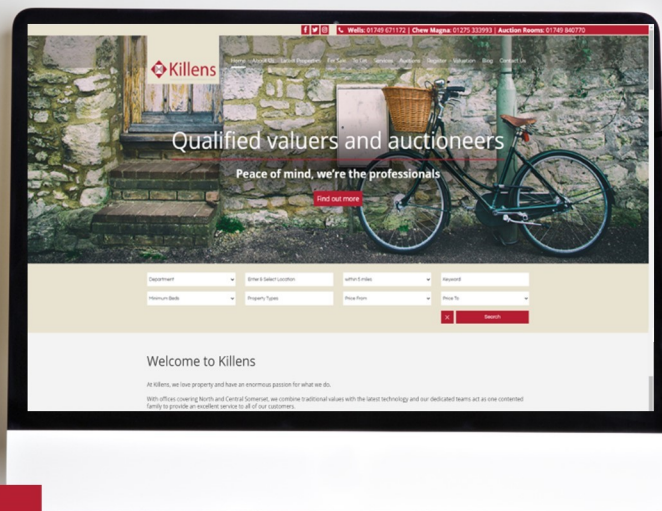 Wells: 01749 671172 | Chew Magna: 01275 333993 | Auction Rooms: 01749 840770
Killens
Home About Us Latest Properties For Sale To Let Services Auctions Register Valuation Blog Contact Us
Qualified valuers and auctioneers
Peace of mind, we're the professionals
Find out more
Department Enter & Select Location within 5 miles Keyword
Minimum Beds Property Types Price From Price To
X Search
Welcome to Killens
At Killens, we love property and have an enormous passion for what we do.
With offices covering North and Central Somerset, we combine traditional values with the latest technology and our dedicated teams act as one contented
family to provide an excellent service to all of our customers.